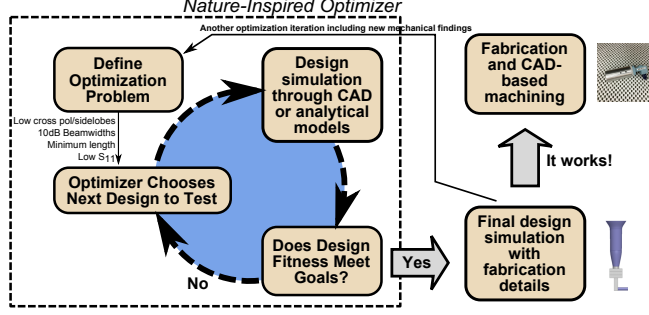 Nature-Inspired Optimizer
Another optimization iteration including new mechanical findings
Define
Optimization
Problem
Design
simulation
through CAD
or analytical
models
Fabrication
and CAD-
based
machining
Low cross pol/sidelobes
10dB Beamwidths
Minimum length
Low S11
It works!
Optimizer Chooses
Next Design to Test
Does Design
Fitness Meet
Goals?
Yes
No
Final design
simulation
with
fabrication
details